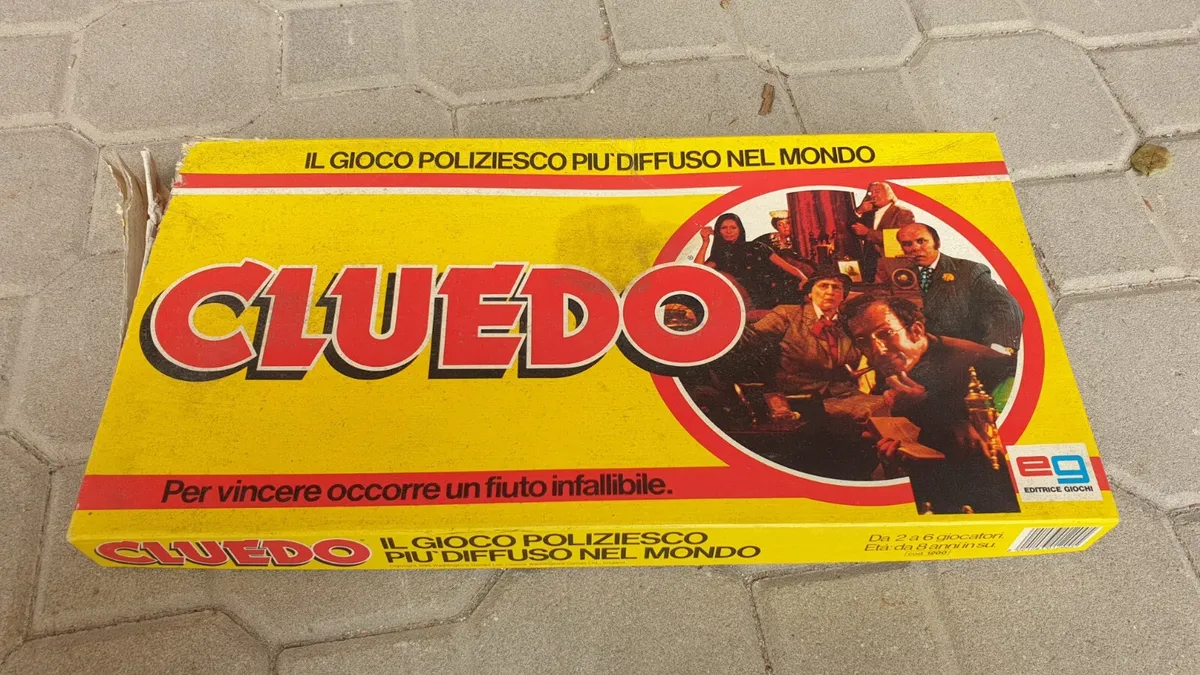 IL GIOCO POLIZIESCO PIU' DIFFUSO NEL MONDO
CLUEDO
Per vincere occorre un fiuto infallibile.
eg
EDITRICE GIOCHI
CLUEDO
IL GIOCO POLIZIESCO
PIU' DIFFUSO NEL MONDO
Da 2 a 6 giocatori.
Età: da 8 anni in su.